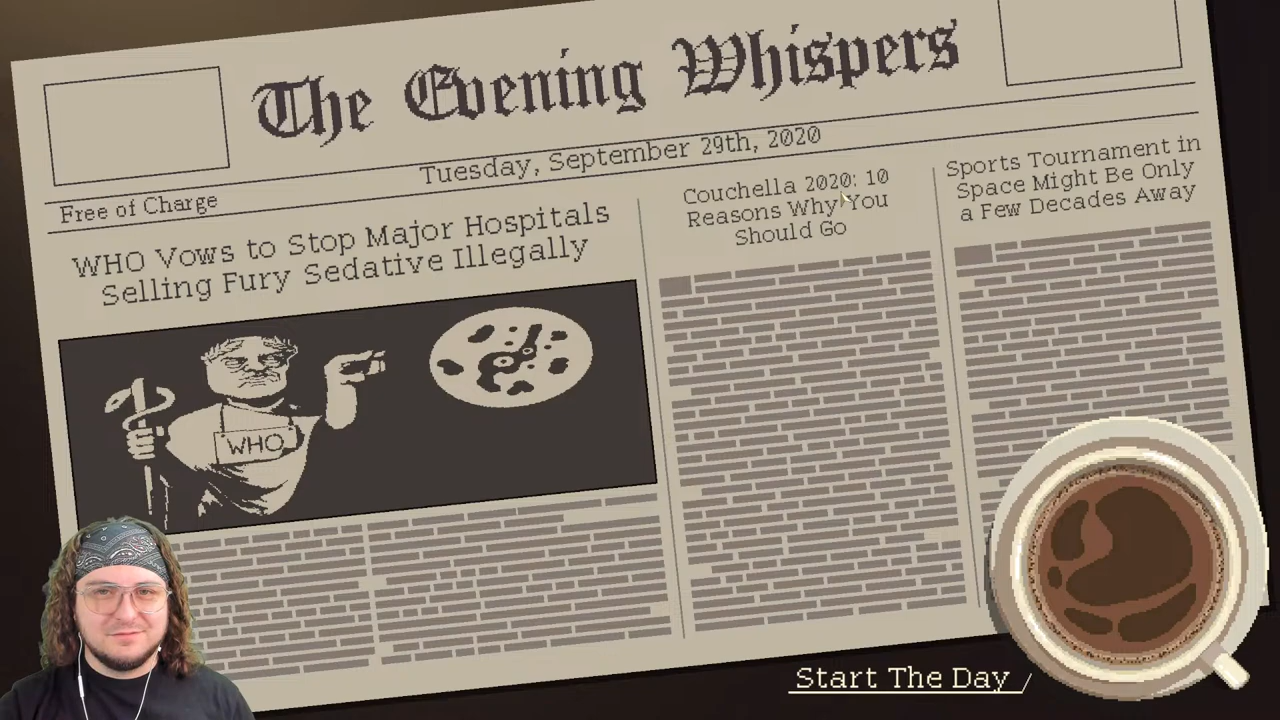 The Evening Whispers
Tuesday, September 29th, 2020
Free of Charge
WHO Vows to Stop Major Hospitals
Selling Fury Sedative Illegally
WHO
Couchella 2020: 10
Reasons Why You
Should Go
Sports Tournament in
Space Might Be Only
a Few Decades Away
Start The Day